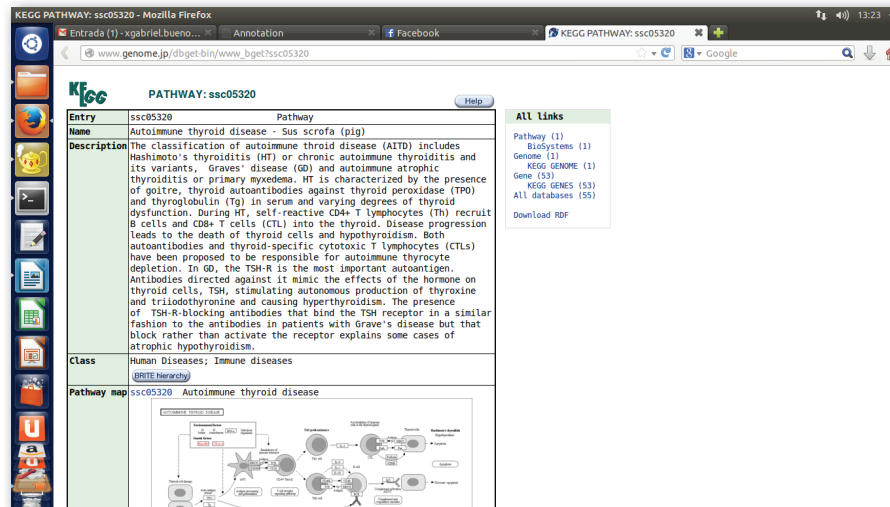 KEGG PATHWAY: ssc05320 - Mozilla Firefox
13:23
Entrada (1) - xgabriel.bueno...
Annotation
Facebook
KEGG PATHWAY: ssc05320
www.genome.jp/dbget-bin/www_bget?ssc05320
Google
KEGG
PATHWAY: ssc05320
Help
Entry ssc05320 Pathway
Name Autoimmune thyroid disease - Sus scrofa (pig)
Description The classification of autoimmune throid disease (AITD) includes
Hashimoto's thyroiditis (HT) or chronic autoimmune thyroiditis and
its variants, Graves' disease (GD) and autoimmune atrophic
thyroiditis or primary myxedema. HT is characterized by the presence
of goitre, thyroid autoantibodies against thyroid peroxidase (TPO)
and thyroglobulin (Tg) in serum and varying degrees of thyroid
dysfunction. During HT, self-reactive CD4+ T lymphocytes (Th) recruit
B cells and CD8+ T cells (CTL) into the thyroid. Disease progression
leads to the death of thyroid cells and hypothyroidism. Both
autoantibodies and thyroid-specific cytotoxic T lymphocytes (CTLs)
have been proposed to be responsible for autoimmune thyrocyte
depletion. In GD, the TSH-R is the most important autoantigen.
Antibodies directed against it mimic the effects of the hormone on
thyroid cells, TSH, stimulating autonomous production of thyroxine
and triiodothyronine and causing hyperthyroidism. The presence
of TSH-R-blocking antibodies that bind the TSH receptor in a similar
fashion to the antibodies in patients with Grave's disease but that
block rather than activate the receptor explains some cases of
atrophic hypothyroidism.
Class Human Diseases; Immune diseases
BRITE hierarchy
Pathway map ssc05320 Autoimmune thyroid disease
AUTOIMMUNE THYROID DISEASE
All links
Pathway (1)
BioSystems (1)
Genome (1)
KEGG GENOME (1)
Gene (53)
KEGG GENES (53)
All databases (55)
Download RDF